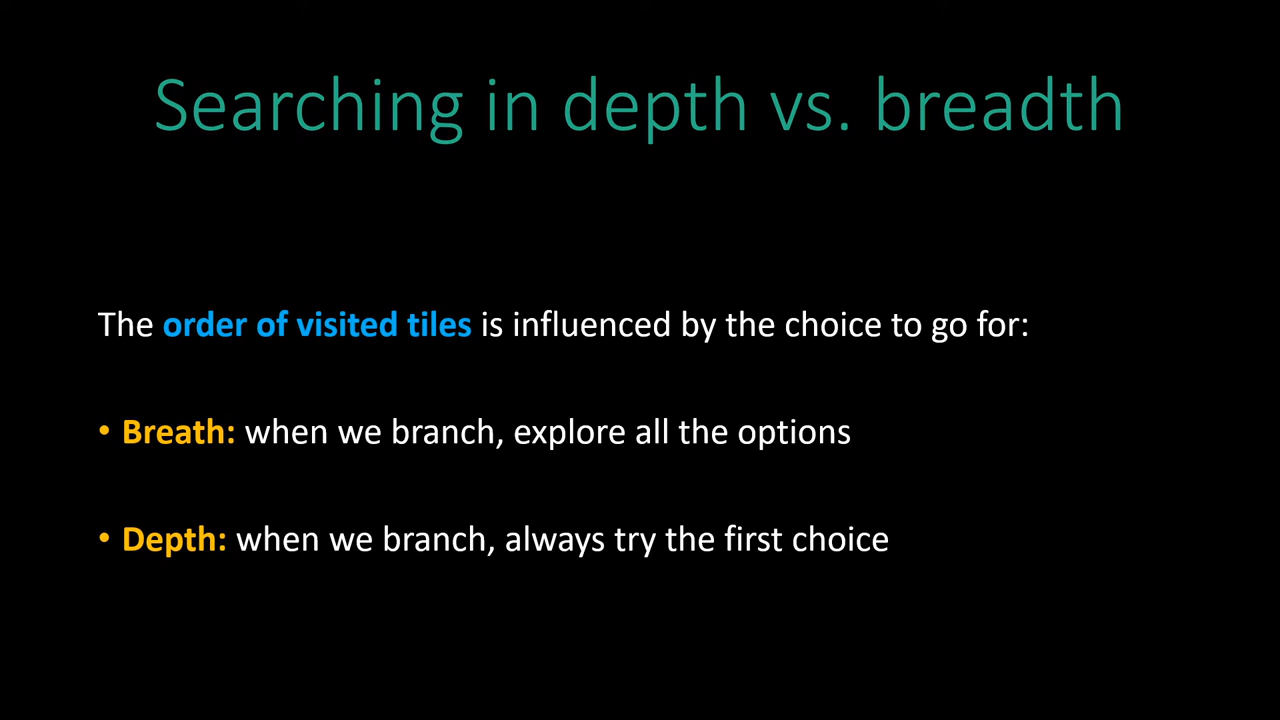 Searching in depth vs. breadth
The order of visited tiles is influenced by the choice to go for:
• Breath: when we branch, explore all the options
• Depth: when we branch, always try the first choice